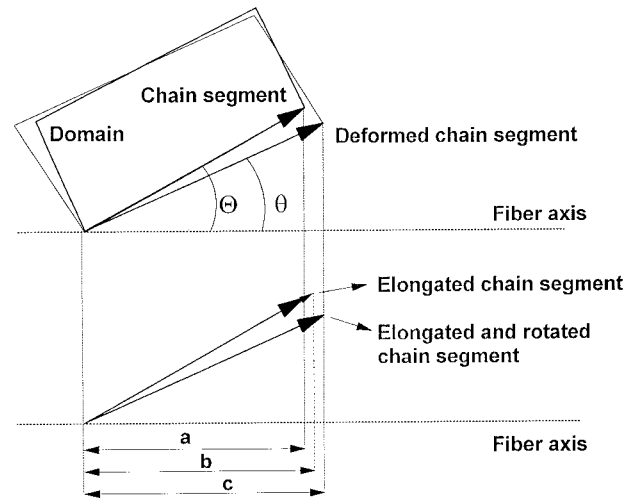 Chain segment
Domain
Deformed chain segment
Θ
θ
Fiber axis
Elongated chain segment
Elongated and rotated
chain segment
a
Fiber axis
b
c